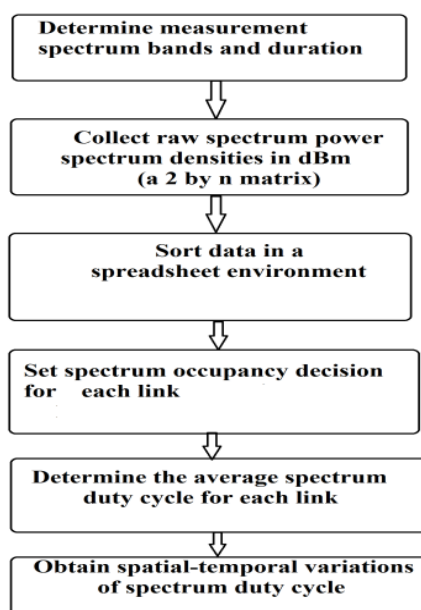 Determine measurement
spectrum bands and duration
Collect raw spectrum power
spectrum densities in dBm
(a 2 by n matrix)
Sort data in a
spreadsheet environment
Set spectrum occupancy decision
for each link
Determine the average spectrum
duty cycle for each link
Obtain spatial-temporal variations
of spectrum duty cycle